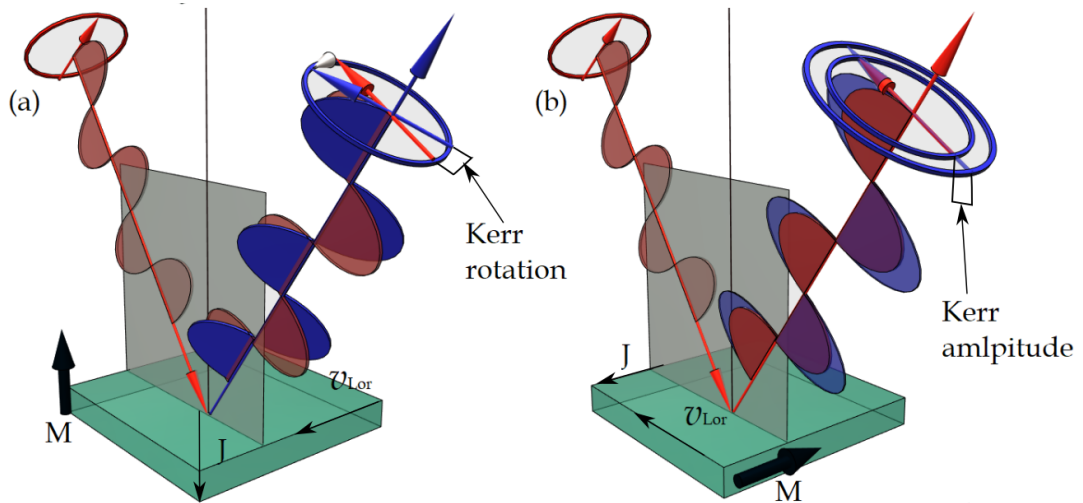 (a)
Kerr
rotation
M
J
vLor
(b)
Kerr
amlpitude
J
vLor
M